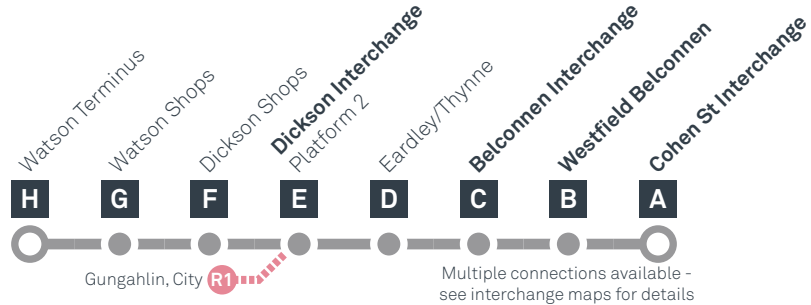 Watson Terminus
Watson Shops
Dickson Shops
Dickson Interchange
Platform 2
Eardley/Thynne
Belconnen Interchange
Westfield Belconnen
Cohen St Interchange
H G F E D C B A
Gungahlin, City R1
Multiple connections available -
see interchange maps for details